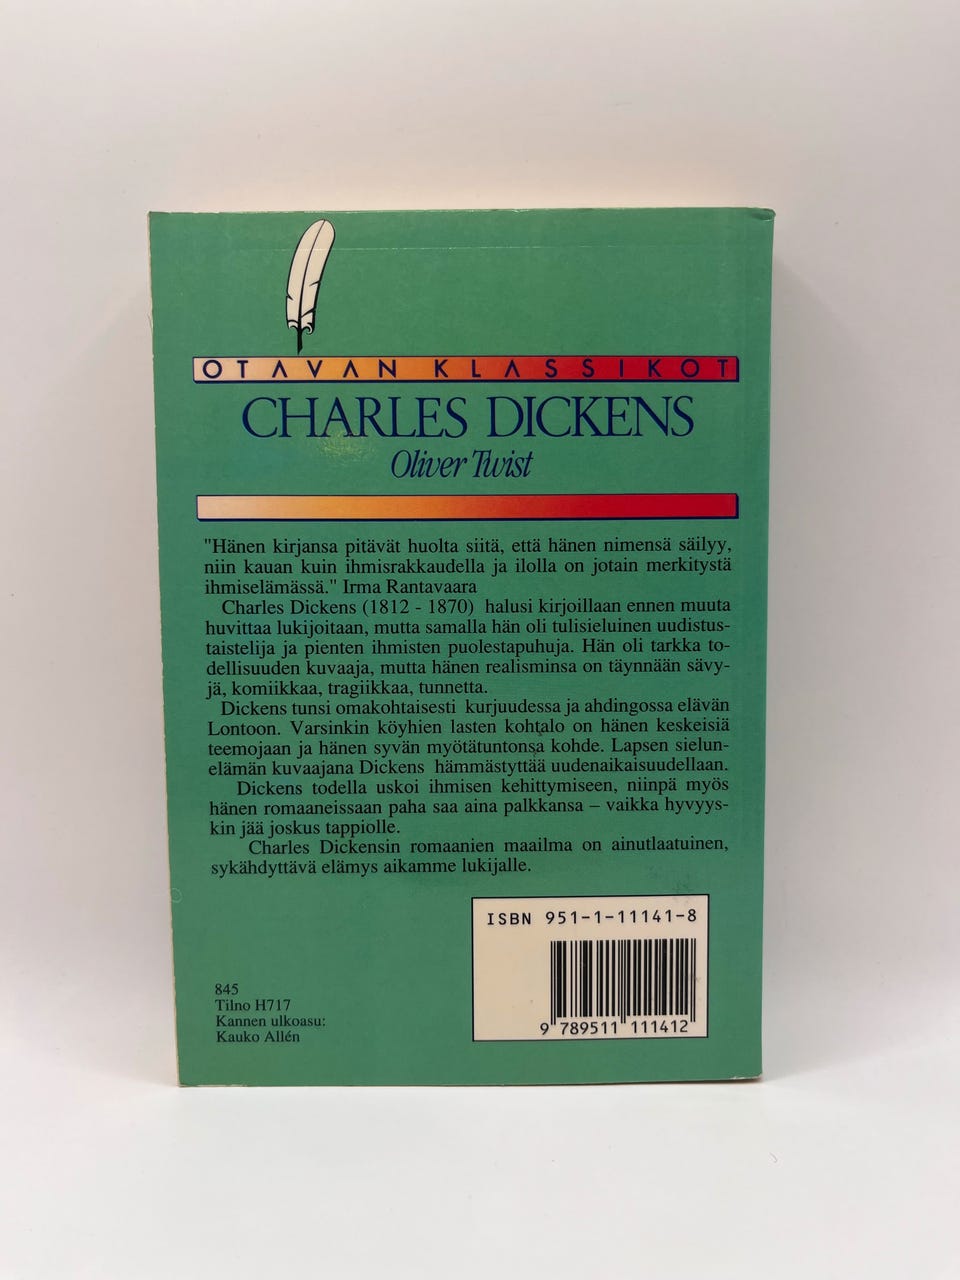 OTAVAN KLASSIKOT
CHARLES DICKENS
Oliver Twist
"Hänen kirjansa pitävät huolta siitä, että hänen nimensä säilyy,
niin kauan kuin ihmisrakkaudella ja ilolla on jotain merkitystä
ihmiselämässä." Irma Rantavaara
Charles Dickens (1812 - 1870) halusi kirjoillaan ennen muuta
huvittaa lukijoitaan, mutta samalla hän oli tulisieluinen uudistus-
taistelija ja pienten ihmisten puolestapuhuja. Hän oli tarkka to-
dellisuuden kuvaaja, mutta hänen realisminsa on täynnään sävy-
jä, komiikkaa, tragiikkaa, tunnetta.
Dickens tunsi omakohtaisesti kurjuudessa ja ahdingossa elävän
Lontoon. Varsinkin köyhien lasten kohtalo on hänen keskeisiä
teemojaan ja hänen syvän myötätuntonsa kohde. Lapsen sielun-
elämän kuvaajana Dickens hämmästyttää uudenaikaisuudellaan.
Dickens todella uskoi ihmisen kehittymiseen, niinpä myös
hänen romaaneissaan paha saa aina palkkansa – vaikka hyvyys-
kin jää joskus tappiolle.
Charles Dickensin romaanien maailma on ainutlaatuinen,
sykähdyttävä elämys aikamme lukijalle.
ISBN 951-1-11141-8
9 789511 111412
845
Tilno H717
Kannen ulkoasu:
Kauko Allén